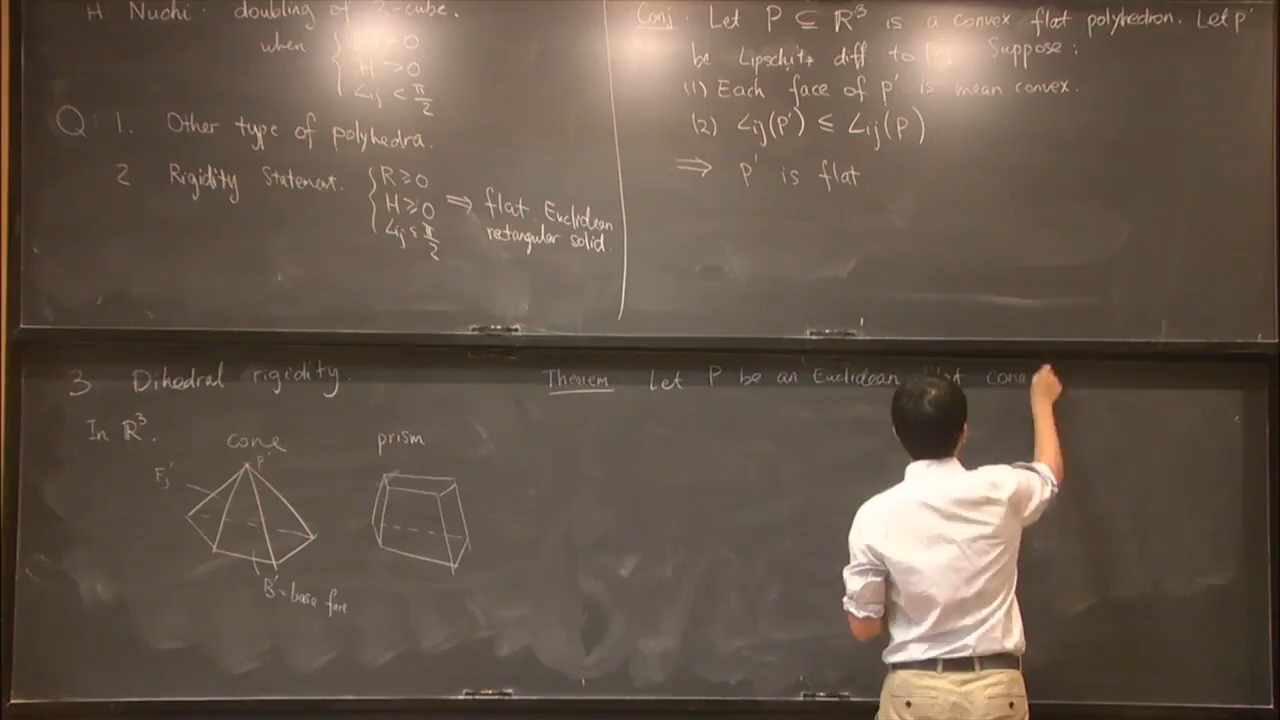 H Nuchi. doubling of 2-cube.
when { > 0
H > 0
∠ij < π/2
Q: 1. Other type of polyhedra.
2 Rigidity Statement. { R ≥ 0
H ≥ 0 ⟹ flat Euclidean
∠ij ≤ π/2 retangular solid
Conj. Let P ⊆ ℝ³ is a convex flat polyhedron. Let P'
be Lipschitz diff to P. Suppose:
(1) Each face of P' is mean convex.
(2) ∠ij(P') ≤ ∠ij(P)
⟹ P' is flat.
3 Dihedral rigidity.
In ℝ³.
cone
prism
P'
F'j
B' - base face
Theorem Let P be an Euclidean cone